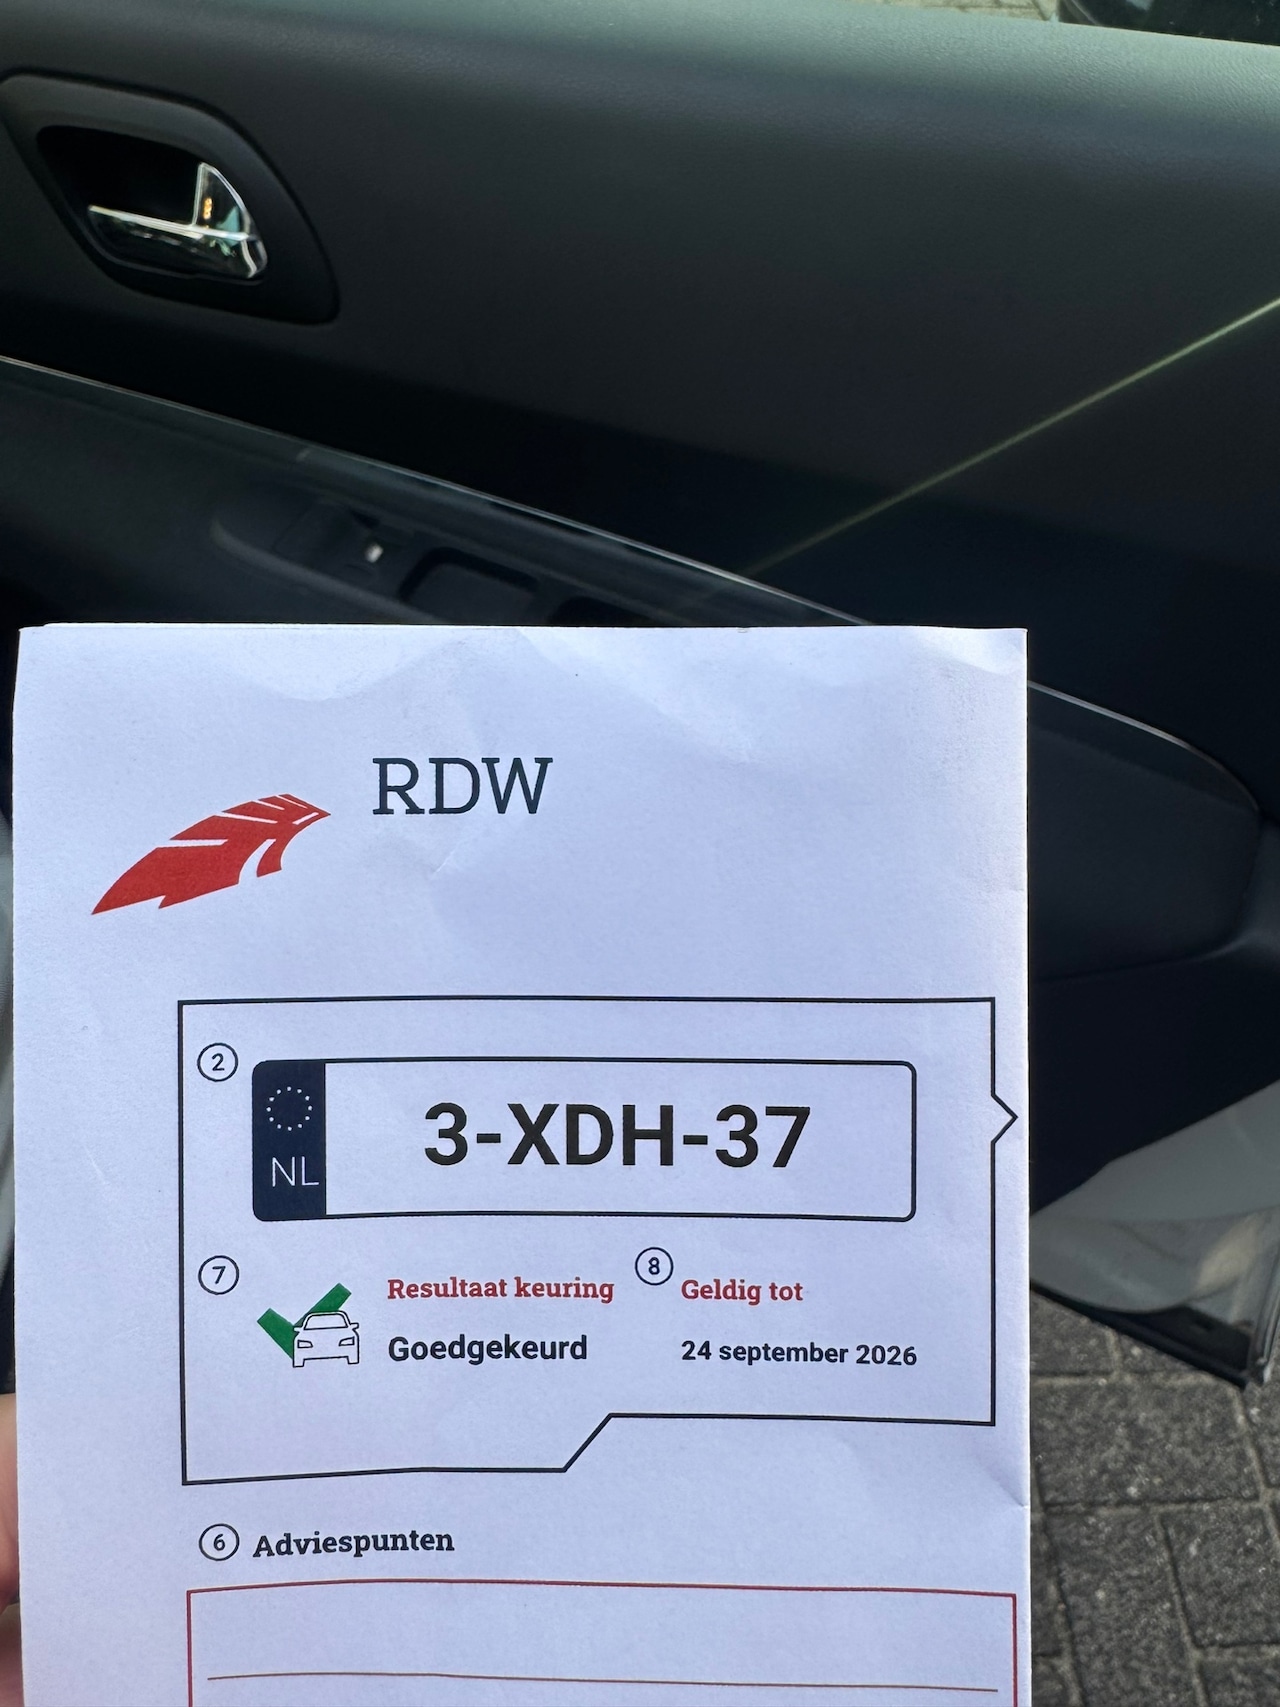 RDW
2
NL
3-XDH-37
7
Resultaat keuring
Goedgekeurd
8
Geldig tot
24 september 2026
6 Adviespunten